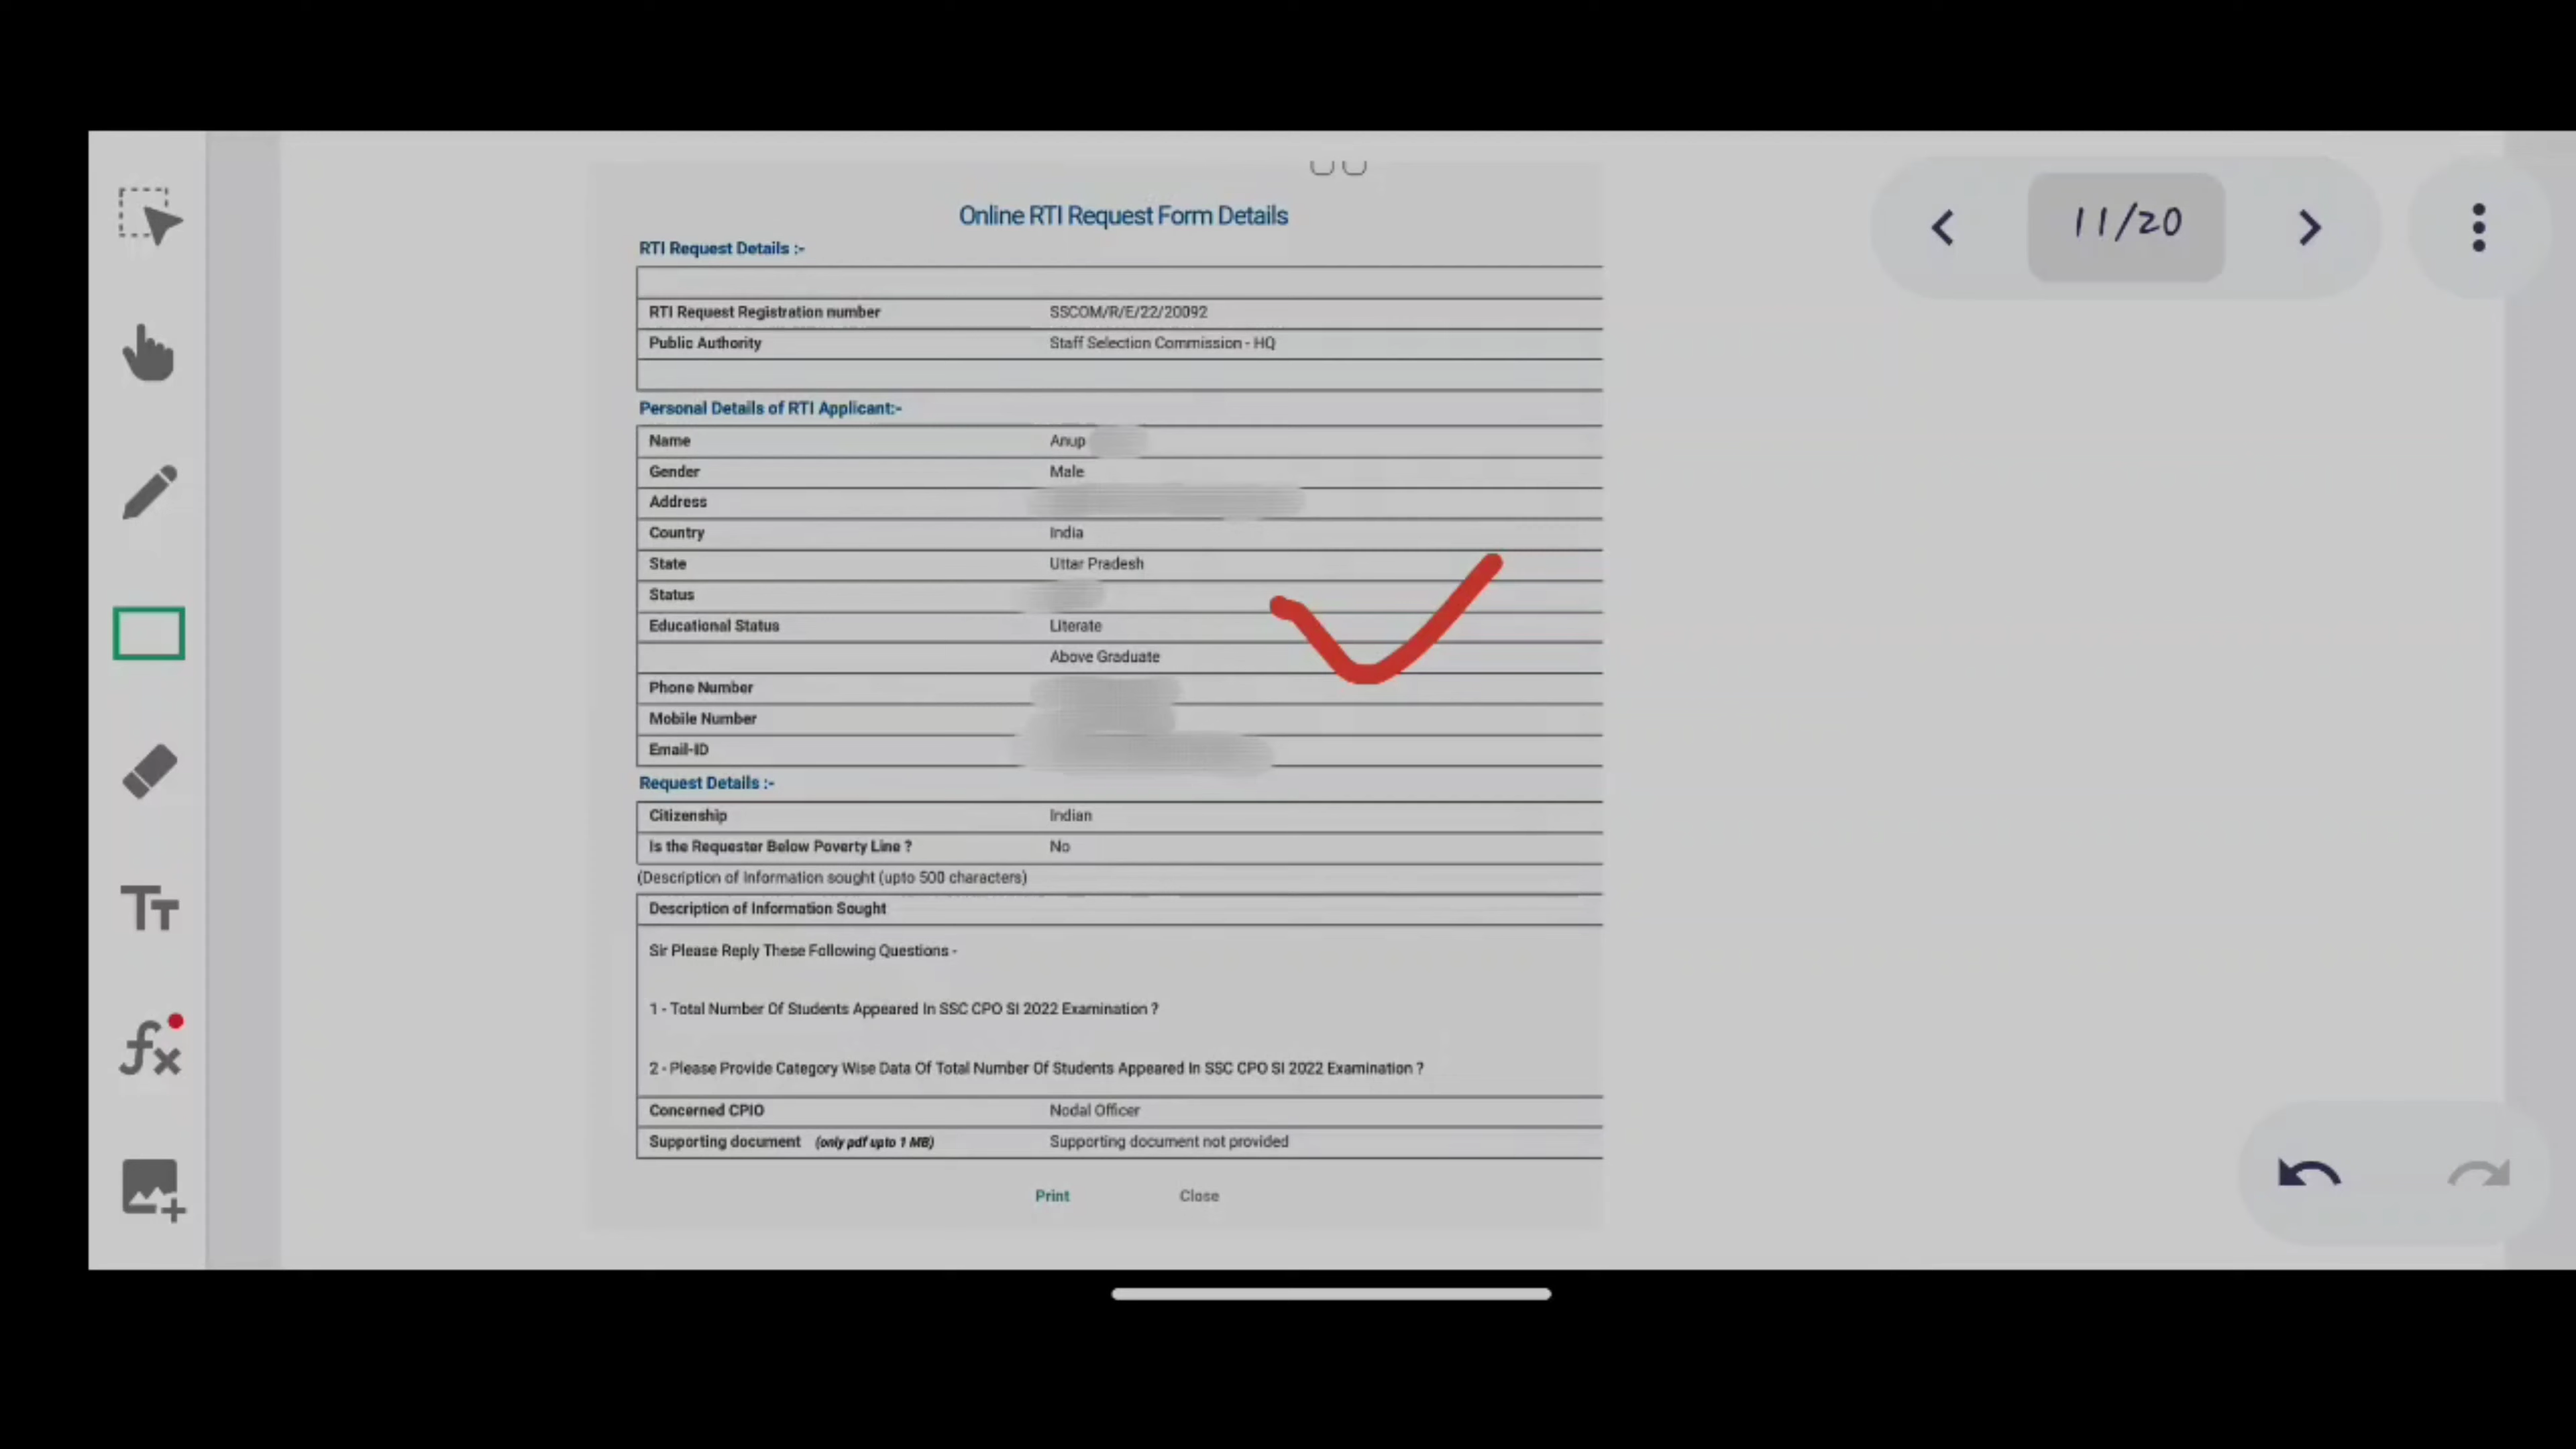 11/20
Online RTI Request Form Details
RTI Request Details :-
RTI Request Registration number SSCOM/R/E/22/20092
Public Authority Staff Selection Commission - HQ
Personal Details of RTI Applicant:-
Name Anup
Gender Male
Address
Country India
State Uttar Pradesh
Status
Educational Status Literate
Above Graduate
Phone Number
Mobile Number
Email-ID
Request Details :-
Citizenship Indian
Is the Requester Below Poverty Line ? No
(Description of Information sought (upto 500 characters)
Description of Information Sought
Sir Please Reply These Following Questions -
1 - Total Number Of Students Appeared In SSC CPO SI 2022 Examination ?
2 - Please Provide Category Wise Data Of Total Number Of Students Appeared In SSC CPO SI 2022 Examination ?
Concerned CPIO Nodal Officer
Supporting document (only pdf upto 1 MB) Supporting document not provided
Print Close
Tт
fx